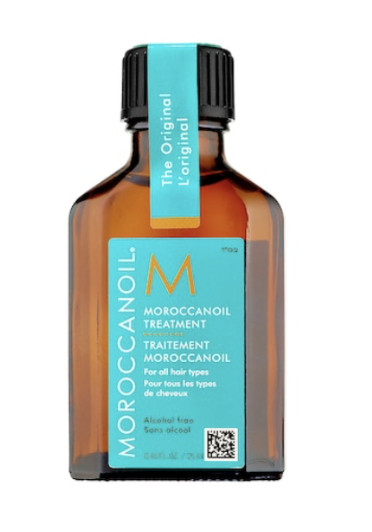 The Original
L'original
MOROCCANOIL®
M
MOROCCANOIL
TREATMENT
TRAITEMENT
MOROCCANOIL
For all hair types
Pour tous les types
de cheveux
Alcohol free
Sans alcool